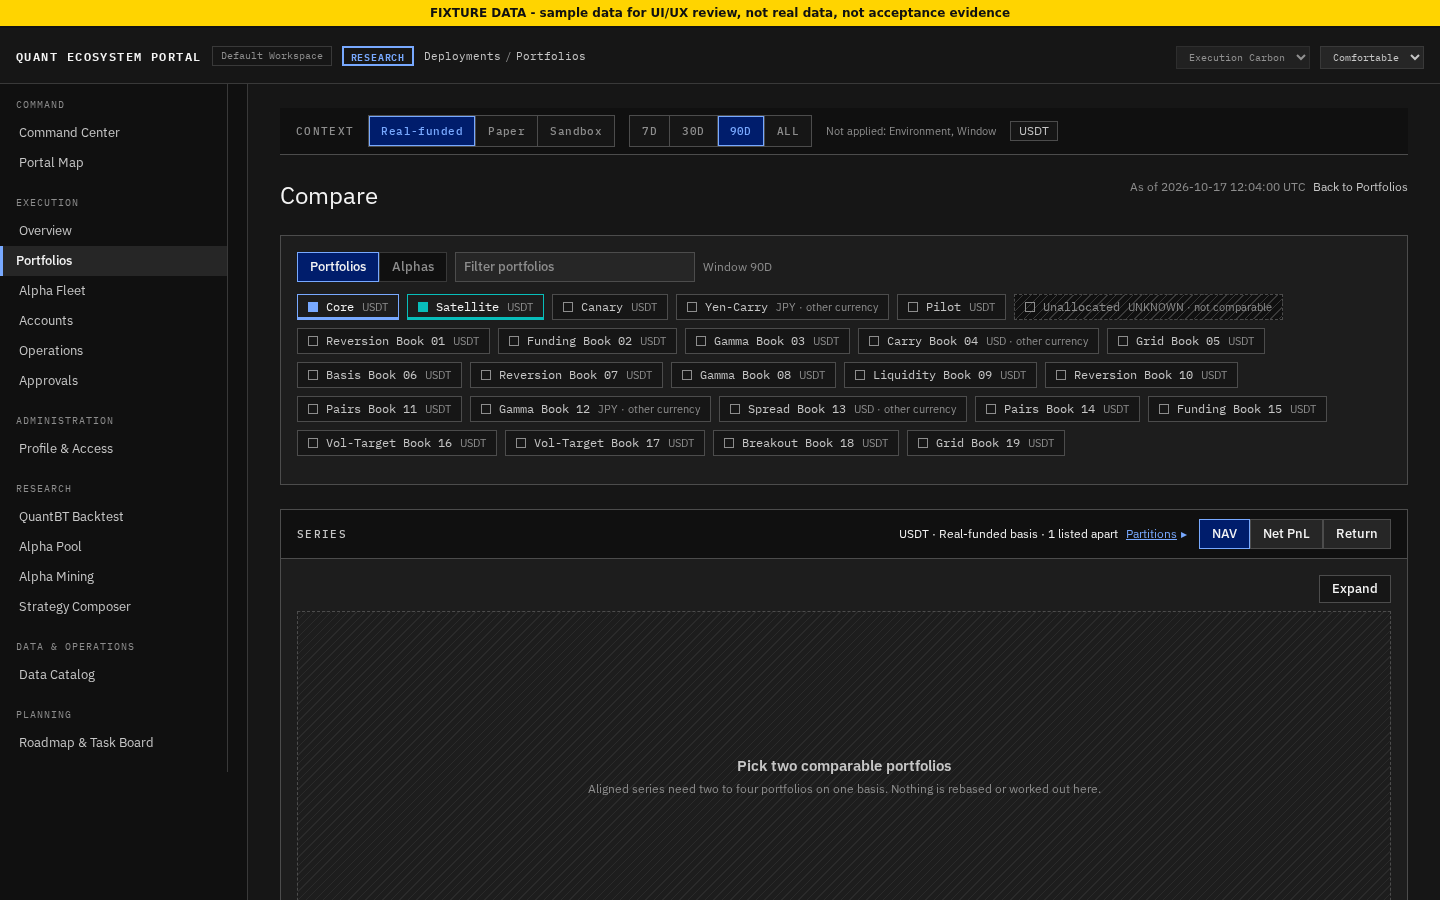 FIXTURE DATA - sample data for UI/UX review, not real data, not acceptance evidence
QUANT ECOSYSTEM PORTAL Default Workspace RESEARCH Deployments / Portfolios Execution Carbon Comfortable
COMMAND
Command Center
Portal Map
EXECUTION
Overview
Portfolios
Alpha Fleet
Accounts
Operations
Approvals
ADMINISTRATION
Profile & Access
RESEARCH
QuantBT Backtest
Alpha Pool
Alpha Mining
Strategy Composer
DATA & OPERATIONS
Data Catalog
PLANNING
Roadmap & Task Board
CONTEXT Real-funded Paper Sandbox 7D 30D 90D ALL Not applied: Environment, Window USDT
Compare
As of 2026-10-17 12:04:00 UTC Back to Portfolios
Portfolios Alphas Filter portfolios Window 90D
Core USDT Satellite USDT Canary USDT Yen-Carry JPY · other currency Pilot USDT Unallocated UNKNOWN · not comparable
Reversion Book 01 USDT Funding Book 02 USDT Gamma Book 03 USDT Carry Book 04 USD · other currency Grid Book 05 USDT
Basis Book 06 USDT Reversion Book 07 USDT Gamma Book 08 USDT Liquidity Book 09 USDT Reversion Book 10 USDT
Pairs Book 11 USDT Gamma Book 12 JPY · other currency Spread Book 13 USD · other currency Pairs Book 14 USDT Funding Book 15 USDT
Vol-Target Book 16 USDT Vol-Target Book 17 USDT Breakout Book 18 USDT Grid Book 19 USDT
SERIES USDT · Real-funded basis · 1 listed apart Partitions ▸ NAV Net PnL Return
Expand
Pick two comparable portfolios
Aligned series need two to four portfolios on one basis. Nothing is rebased or worked out here.